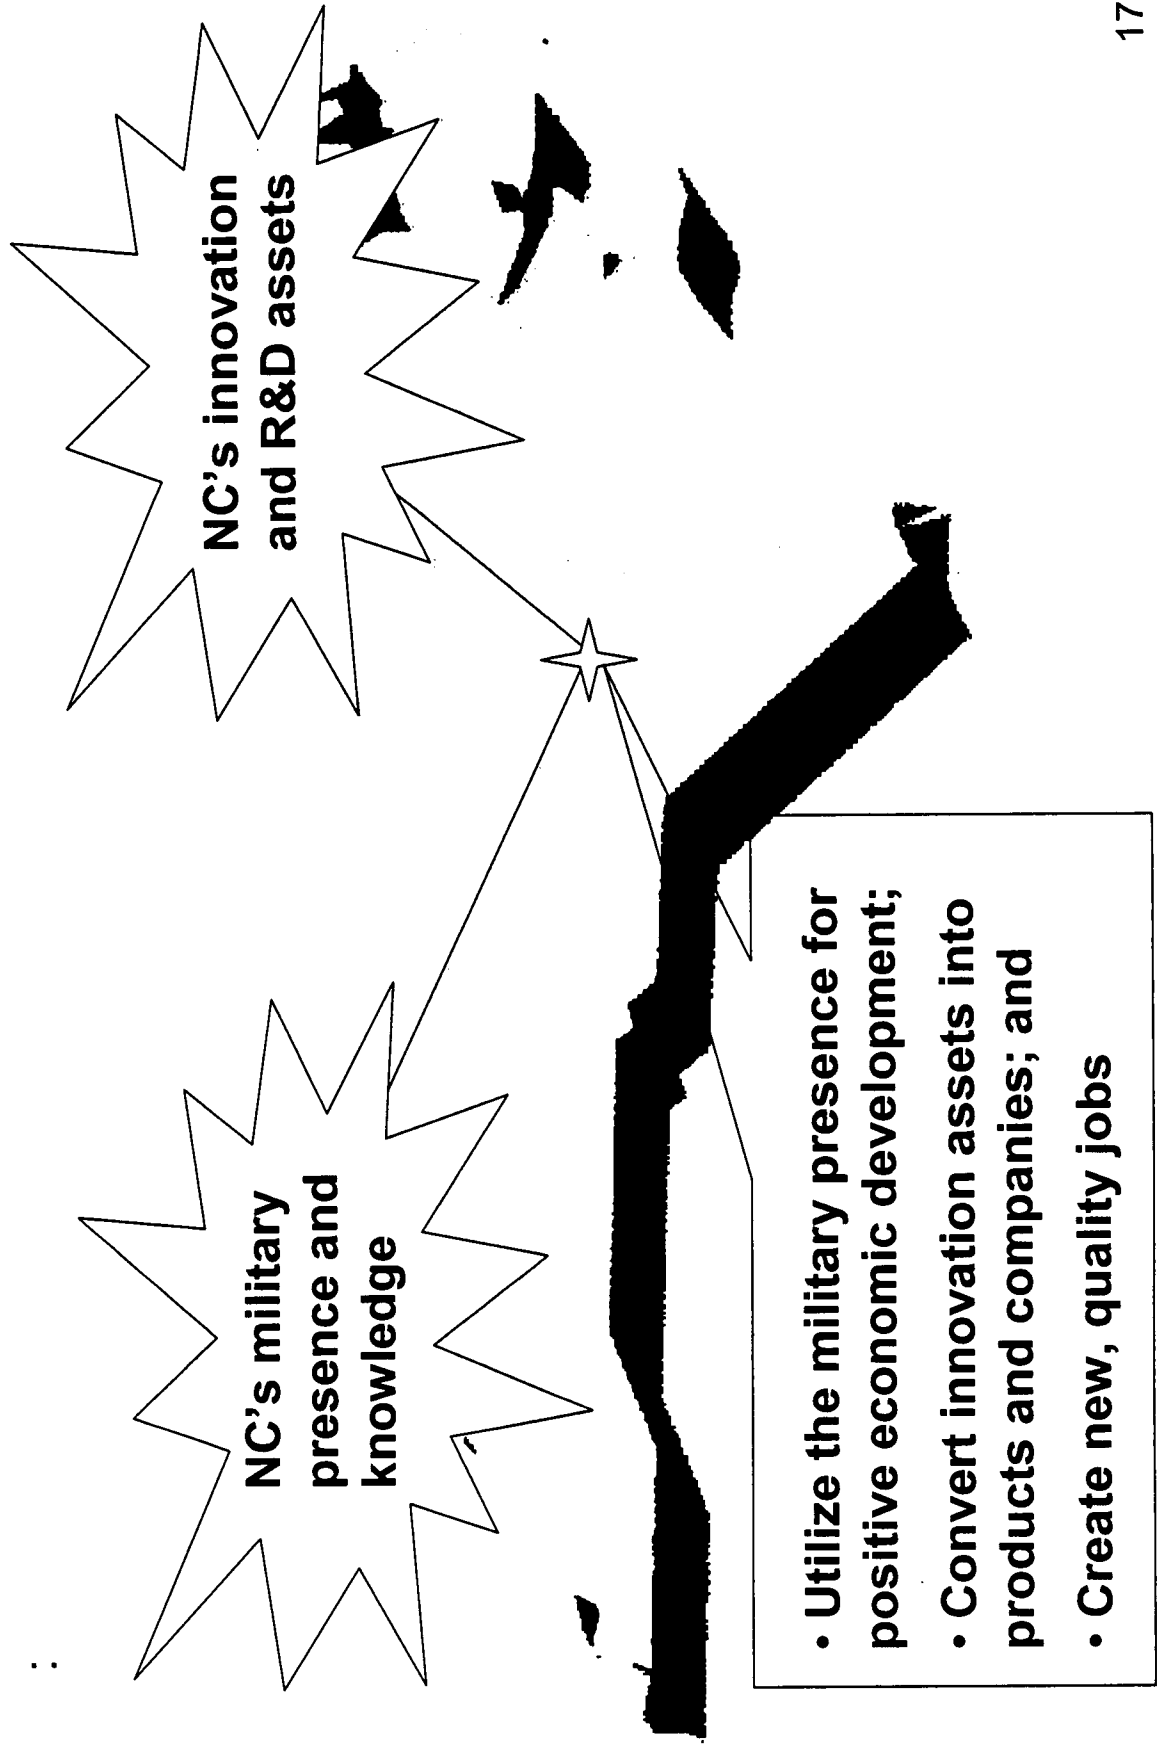 NC's military
presence and
knowledge
NC's innovation
and R&D assets
• Utilize the military presence for
positive economic development;
• Convert innovation assets into
products and companies; and
• Create new, quality jobs
17